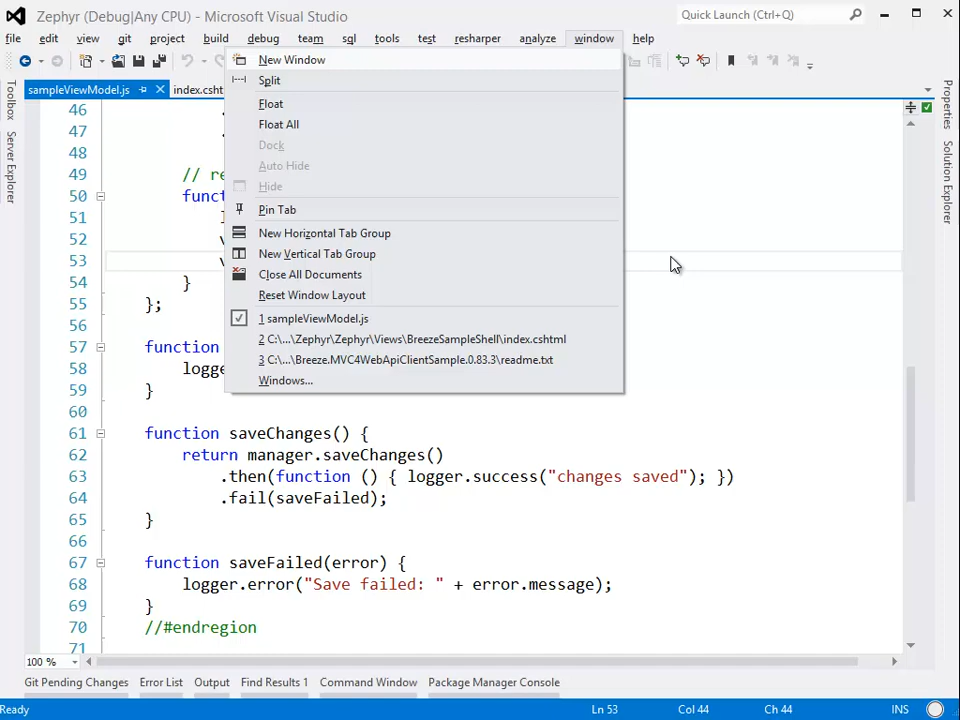 Zephyr (Debug|Any CPU) - Microsoft Visual Studio
Quick Launch (Ctrl+Q)
file edit view git project build debug team sql tools test resharper analyze window help
sampleViewModel.js
index.csht
Toolbox
Server Explorer
Properties
Solution Explorer
New Window
Split
Float
Float All
Dock
Auto Hide
Hide
Pin Tab
New Horizontal Tab Group
New Vertical Tab Group
Close All Documents
Reset Window Layout
1 sampleViewModel.js
2 C:\...\Zephyr\Zephyr\Views\BreezeSampleShell\index.cshtml
3 C:\...\Breeze.MVC4WebApiClientSample.0.83.3\readme.txt
Windows...
46 .
47 .
48
49 // re
50 funct
51
52
53
54 }
55 };
56
57 function
58 logge
59 }
60
61 function saveChanges() {
62 return manager.saveChanges()
63 .then(function () { logger.success("changes saved"); })
64 .fail(saveFailed);
65 }
66
67 function saveFailed(error) {
68 logger.error("Save failed: " + error.message);
69 }
70 //#endregion
71
100 %
Git Pending Changes Error List Output Find Results 1 Command Window Package Manager Console
Ready Ln 53 Col 44 Ch 44 INS